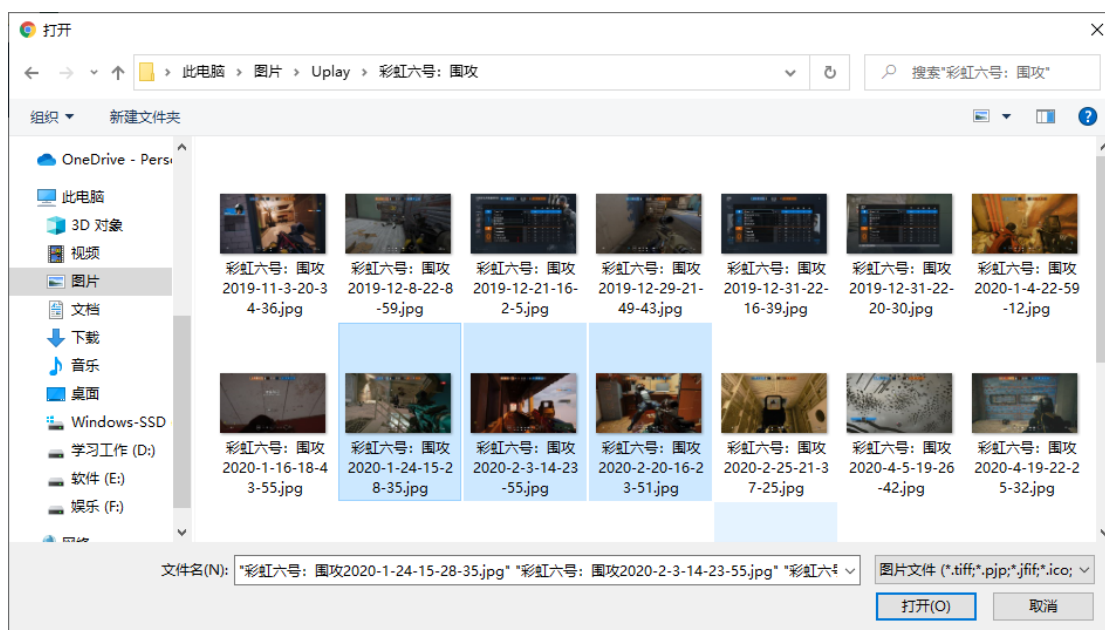 打开
此电脑 › 图片 › Uplay › 彩虹六号：围攻
搜索"彩虹六号：围攻"
组织
新建文件夹
OneDrive - Pers
此电脑
3D 对象
视频
图片
文档
下载
音乐
桌面
Windows-SSD
学习工作 (D:)
软件 (E:)
娱乐 (F:)
彩虹六号：围攻
2019-11-3-20-3
4-36.jpg
彩虹六号：围攻
2019-12-8-22-8
-59.jpg
彩虹六号：围攻
2019-12-21-16-
2-5.jpg
彩虹六号：围攻
2019-12-29-21-
49-43.jpg
彩虹六号：围攻
2019-12-31-22-
16-39.jpg
彩虹六号：围攻
2019-12-31-22-
20-30.jpg
彩虹六号：围攻
2020-1-4-22-59
-12.jpg
彩虹六号：围攻
2020-1-16-18-4
3-55.jpg
彩虹六号：围攻
2020-1-24-15-2
8-35.jpg
彩虹六号：围攻
2020-2-3-14-23
-55.jpg
彩虹六号：围攻
2020-2-20-16-2
3-51.jpg
彩虹六号：围攻
2020-2-25-21-3
7-25.jpg
彩虹六号：围攻
2020-4-5-19-26
-42.jpg
彩虹六号：围攻
2020-4-19-22-2
5-32.jpg
文件名(N):
"彩虹六号：围攻2020-1-24-15-28-35.jpg" "彩虹六号：围攻2020-2-3-14-23-55.jpg" "彩虹六
图片文件 (*.tiff;*.pjp;*.jfif;*.ico;
打开(O)
取消